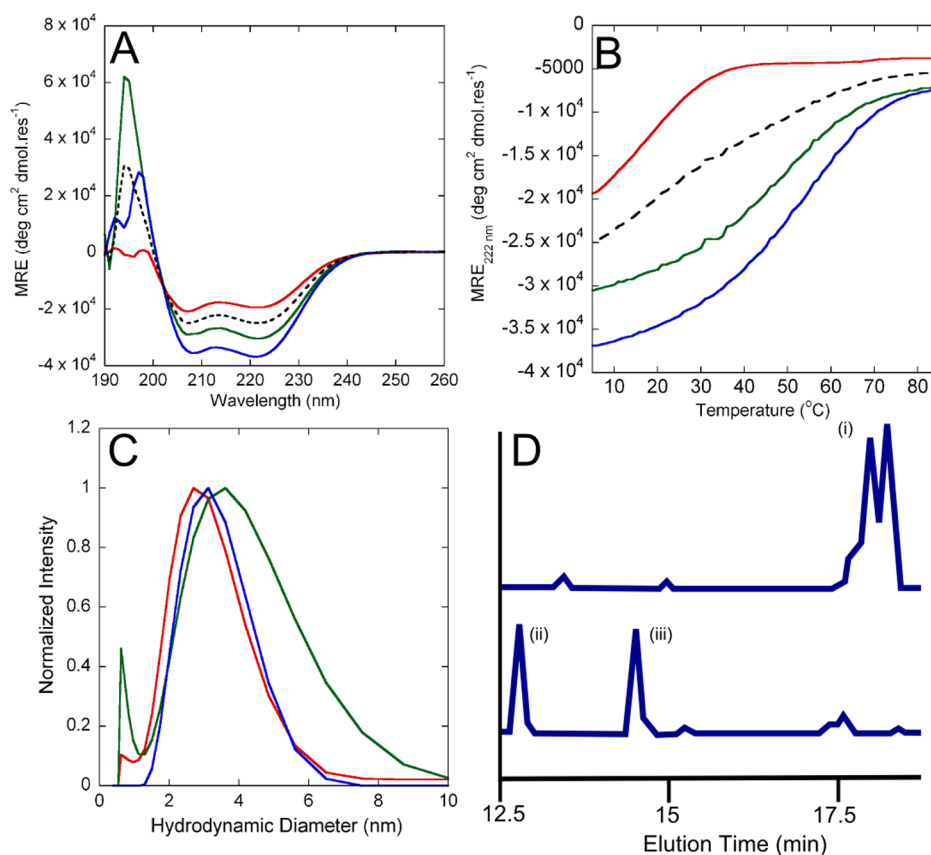 A
8 x 10⁴
6 x 10⁴
4 x 10⁴
2 x 10⁴
0
-2 x 10⁴
-4 x 10⁴
MRE (deg cm² dmol.res⁻¹)
190 200 210 220 230 240 250 260
Wavelength (nm)
B
0
-5000
-1 x 10⁴
-1.5 x 10⁴
-2 x 10⁴
-2.5 x 10⁴
-3 x 10⁴
-3.5 x 10⁴
-4 x 10⁴
MRE₂₂₂ ₙₘ (deg cm² dmol.res⁻¹)
10 20 30 40 50 60 70 80
Temperature (°C)
C
1.2
1
0.8
0.6
0.4
0.2
0
Normalized Intensity
0 2 4 6 8 10
Hydrodynamic Diameter (nm)
D
(i)
(ii)
(iii)
12.5 15 17.5
Elution Time (min)